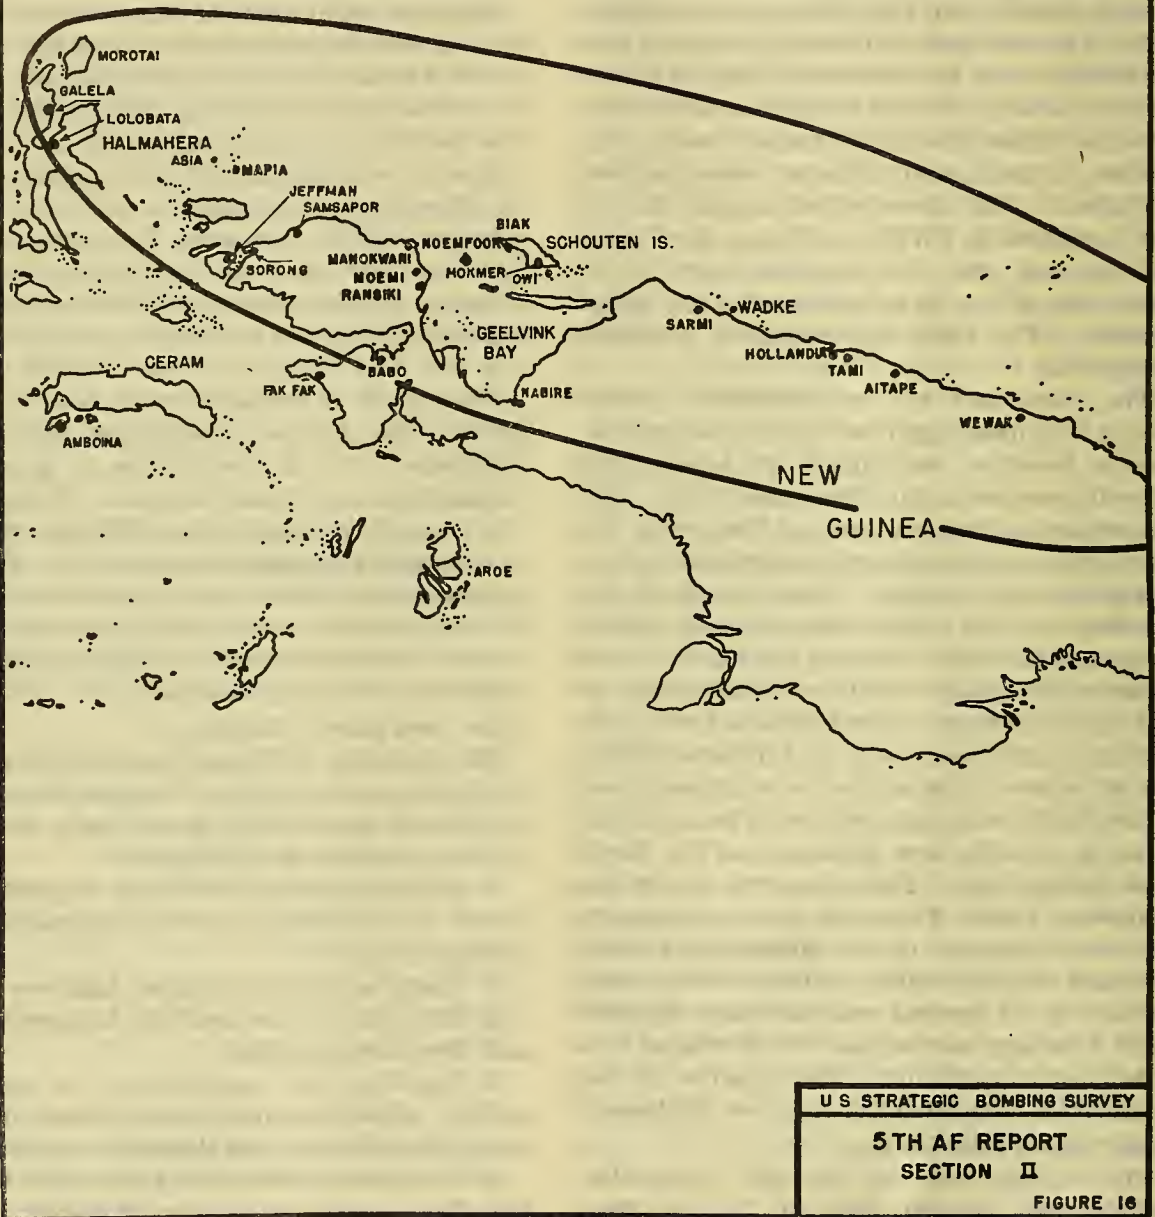 MOROTAI
GALELA
LOLOBATA
HALMAHERA
ASIA
MAPIA
JEFFMAN
SAMSAPOR
BIAK
NOEMFOOR
SCHOUTEN IS.
SORONG
MANOKWARI
MOEMI
MOKMER
OWI
RANSIKI
WADKE
SARMI
GEELVINK
BAY
HOLLANDIA
TAMI
CERAM
BABO
FAK FAK
AITAPE
NABIRE
WEWAK
AMBOINA
NEW
GUINEA
AROE
U S STRATEGIC BOMBING SURVEY
5TH AF REPORT
SECTION II
FIGURE 16